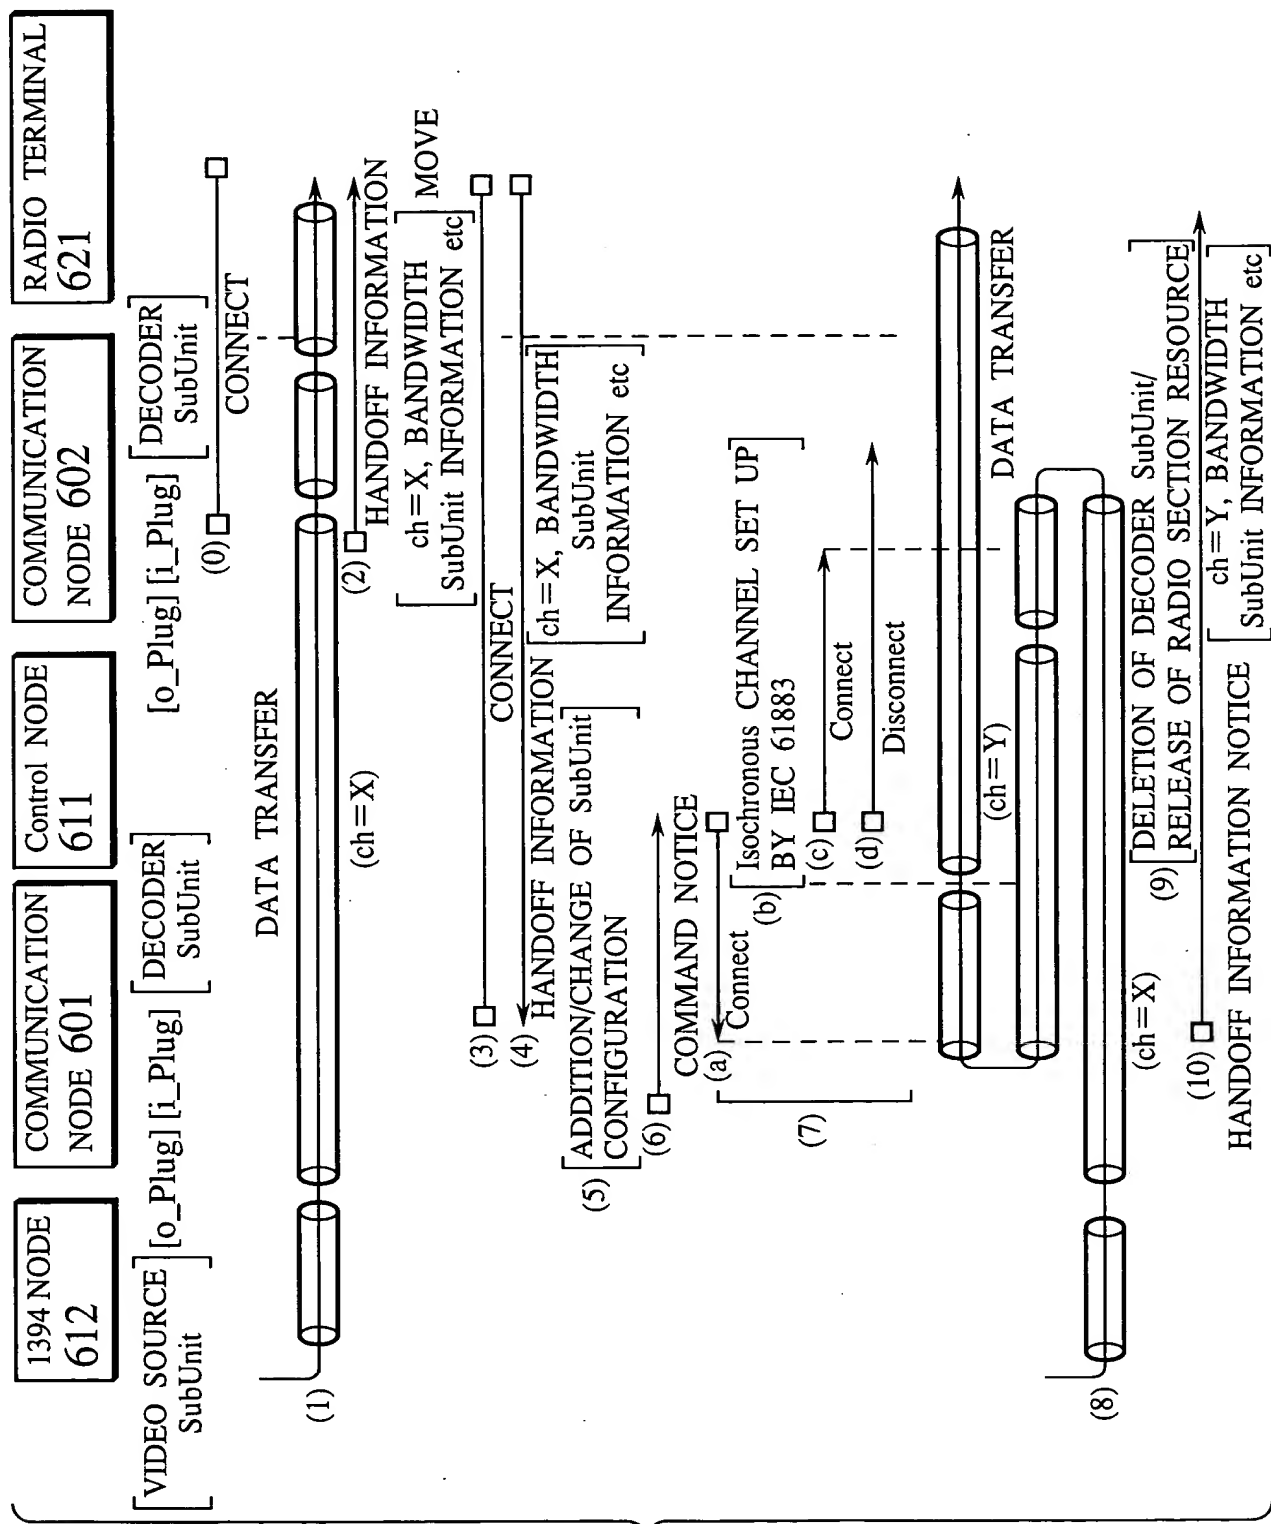 1394 NODE
612
COMMUNICATION
NODE 601
Control NODE
611
COMMUNICATION
NODE 602
RADIO TERMINAL
621
VIDEO SOURCE
SubUnit
[o_Plug] [i_Plug]
DECODER
SubUnit
[o_Plug] [i_Plug]
DECODER
SubUnit
(0)
CONNECT
DATA TRANSFER
(1)
(ch=X)
(2)
HANDOFF INFORMATION
ch=X, BANDWIDTH
SubUnit INFORMATION etc
MOVE
(3)
CONNECT
(4)
HANDOFF INFORMATION
ch=X, BANDWIDTH
SubUnit
INFORMATION etc
(5)
ADDITION/CHANGE OF SubUnit
CONFIGURATION
(6)
COMMAND NOTICE
(7)
(a)
Connect
(b)
Isochronous CHANNEL SET UP
BY IEC 61883
(c)
Connect
(d)
Disconnect
(ch=Y)
DATA TRANSFER
(8)
(ch=X)
(9)
DELETION OF DECODER SubUnit/
RELEASE OF RADIO SECTION RESOURCE
(10)
HANDOFF INFORMATION NOTICE
ch=Y, BANDWIDTH
SubUnit INFORMATION etc